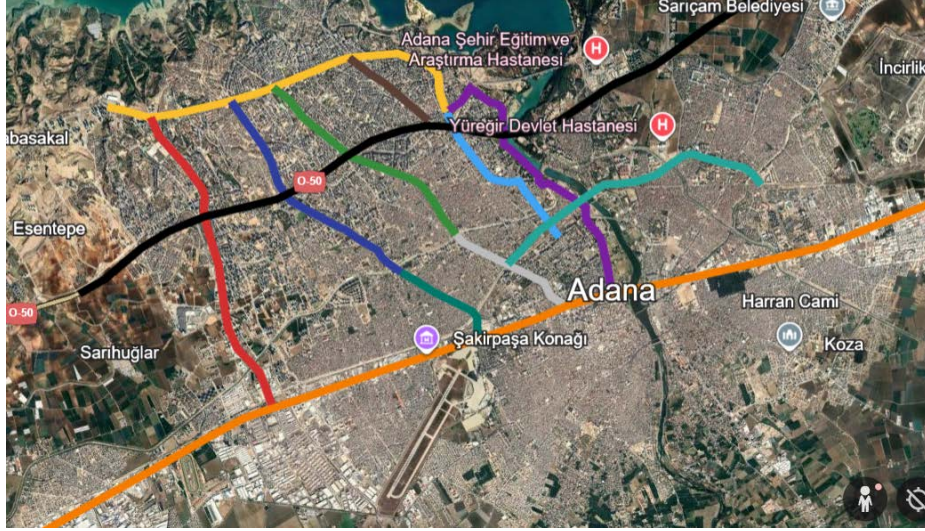 Sarıçam Belediyesi
Adana Şehir Eğitim ve
Araştırma Hastanesi
H
İncirlik
abasakal
Yüreğir Devlet Hastanesi
H
O-50
Esentepe
Adana
O-50
Harran Cami
Şakirpaşa Konağı
Koza
Sarıhuğlar